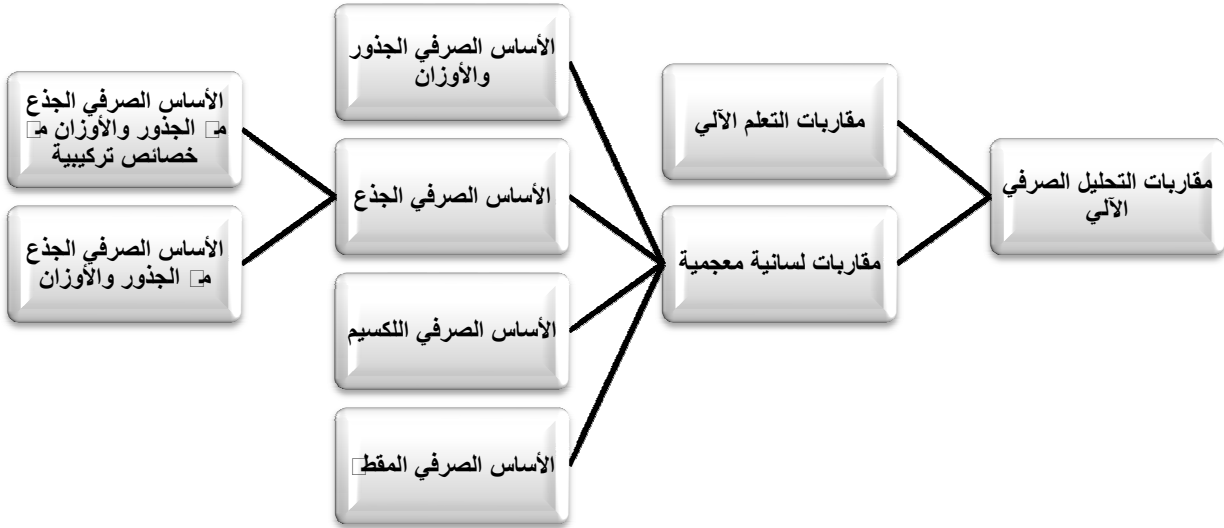 مقاربات التحليل الصرفي
الآلي
مقاربات التعلم الآلي
مقاربات لسانية معجمية
الأساس الصرفي الجذور
والأوزان
الأساس الصرفي الجذع
الأساس الصرفي اللكسيم
الأساس الصرفي
الأساس الصرفي الجذع
الجذور والأوزان
خصائص تركيبية
الأساس الصرفي الجذع
الجذور والأوزان